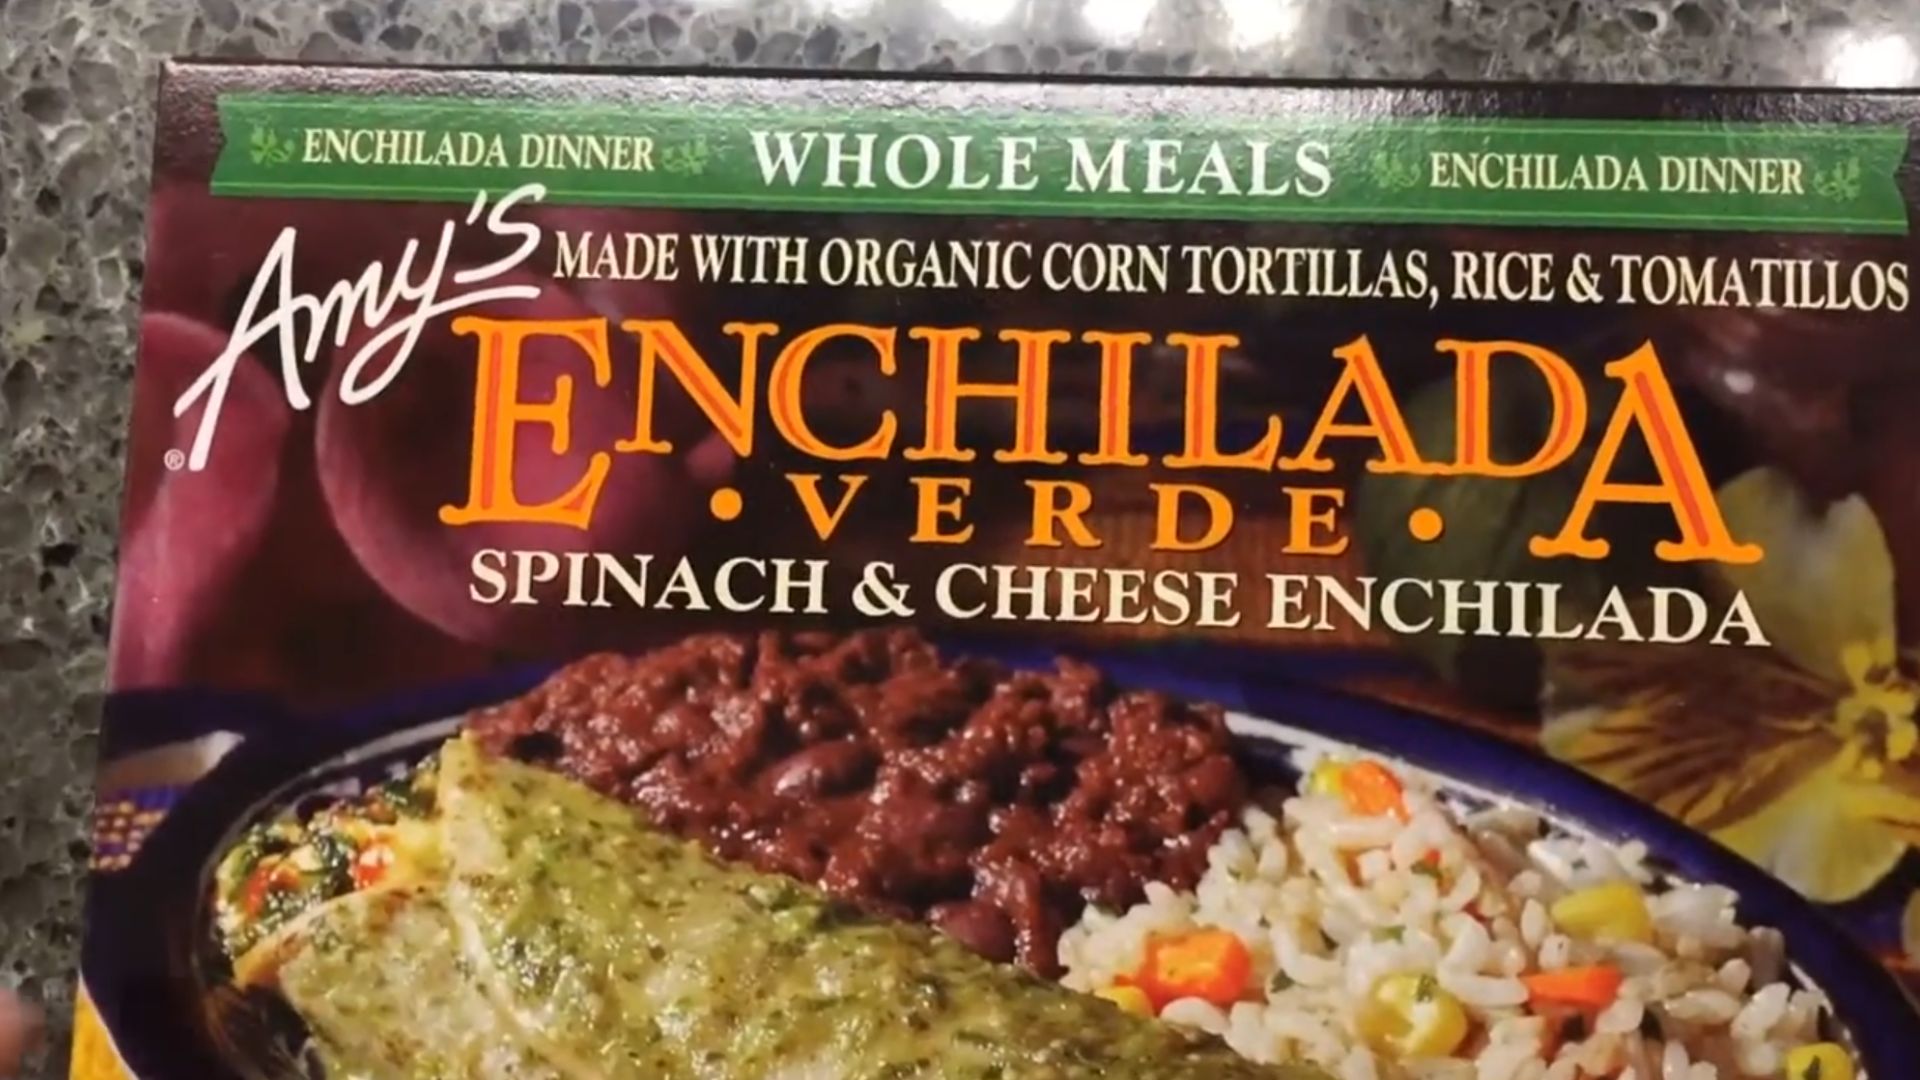 ENCHILADA DINNER WHOLE MEALS ENCHILADA DINNER
Amy's
®
MADE WITH ORGANIC CORN TORTILLAS, RICE & TOMATILLOS
ENCHILADA
• VERDE •
SPINACH & CHEESE ENCHILADA